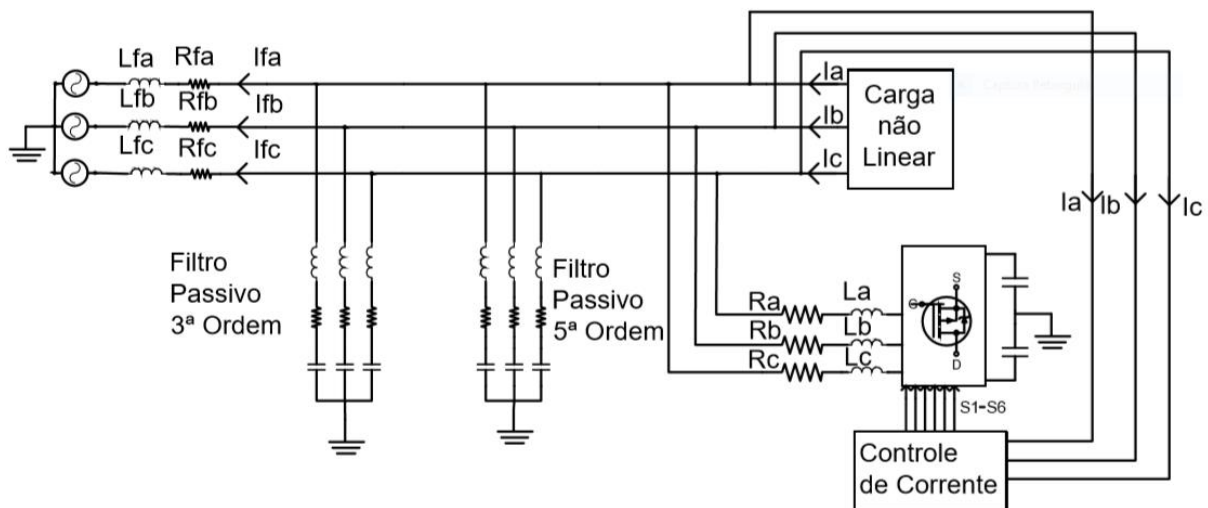 Lfa Rfa Ifa
Lfb Rfb Ifb
Lfc Rfc Ifc
Ia
Ib
Ic
Carga
não
Linear
Ia Ib Ic
Filtro
Passivo
3ª Ordem
Filtro
Passivo
5ª Ordem
Ra La
Rb Lb
Rc Lc
S
G
D
S1-S6
Controle
de Corrente